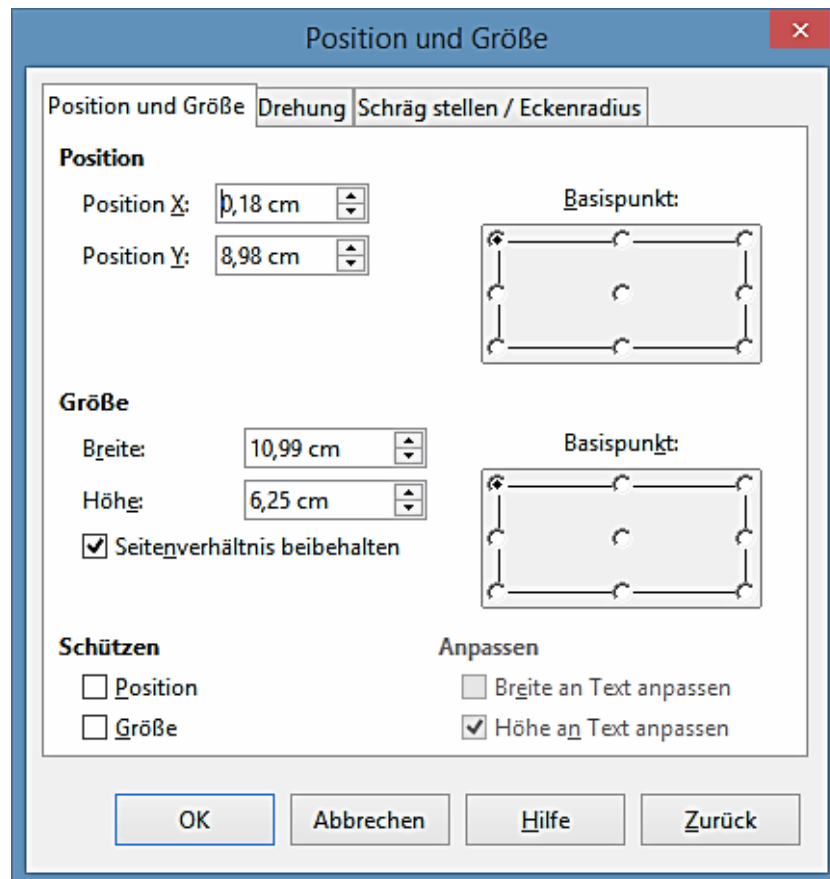 Position und Größe
Position und Größe Drehung Schräg stellen / Eckenradius
Position
Position X: 0,18 cm Basispunkt:
Position Y: 8,98 cm
Größe
Breite: 10,99 cm Basispunkt:
Höhe: 6,25 cm
Seitenverhältnis beibehalten
Schützen Anpassen
Position Breite an Text anpassen
Größe Höhe an Text anpassen
OK Abbrechen Hilfe Zurück